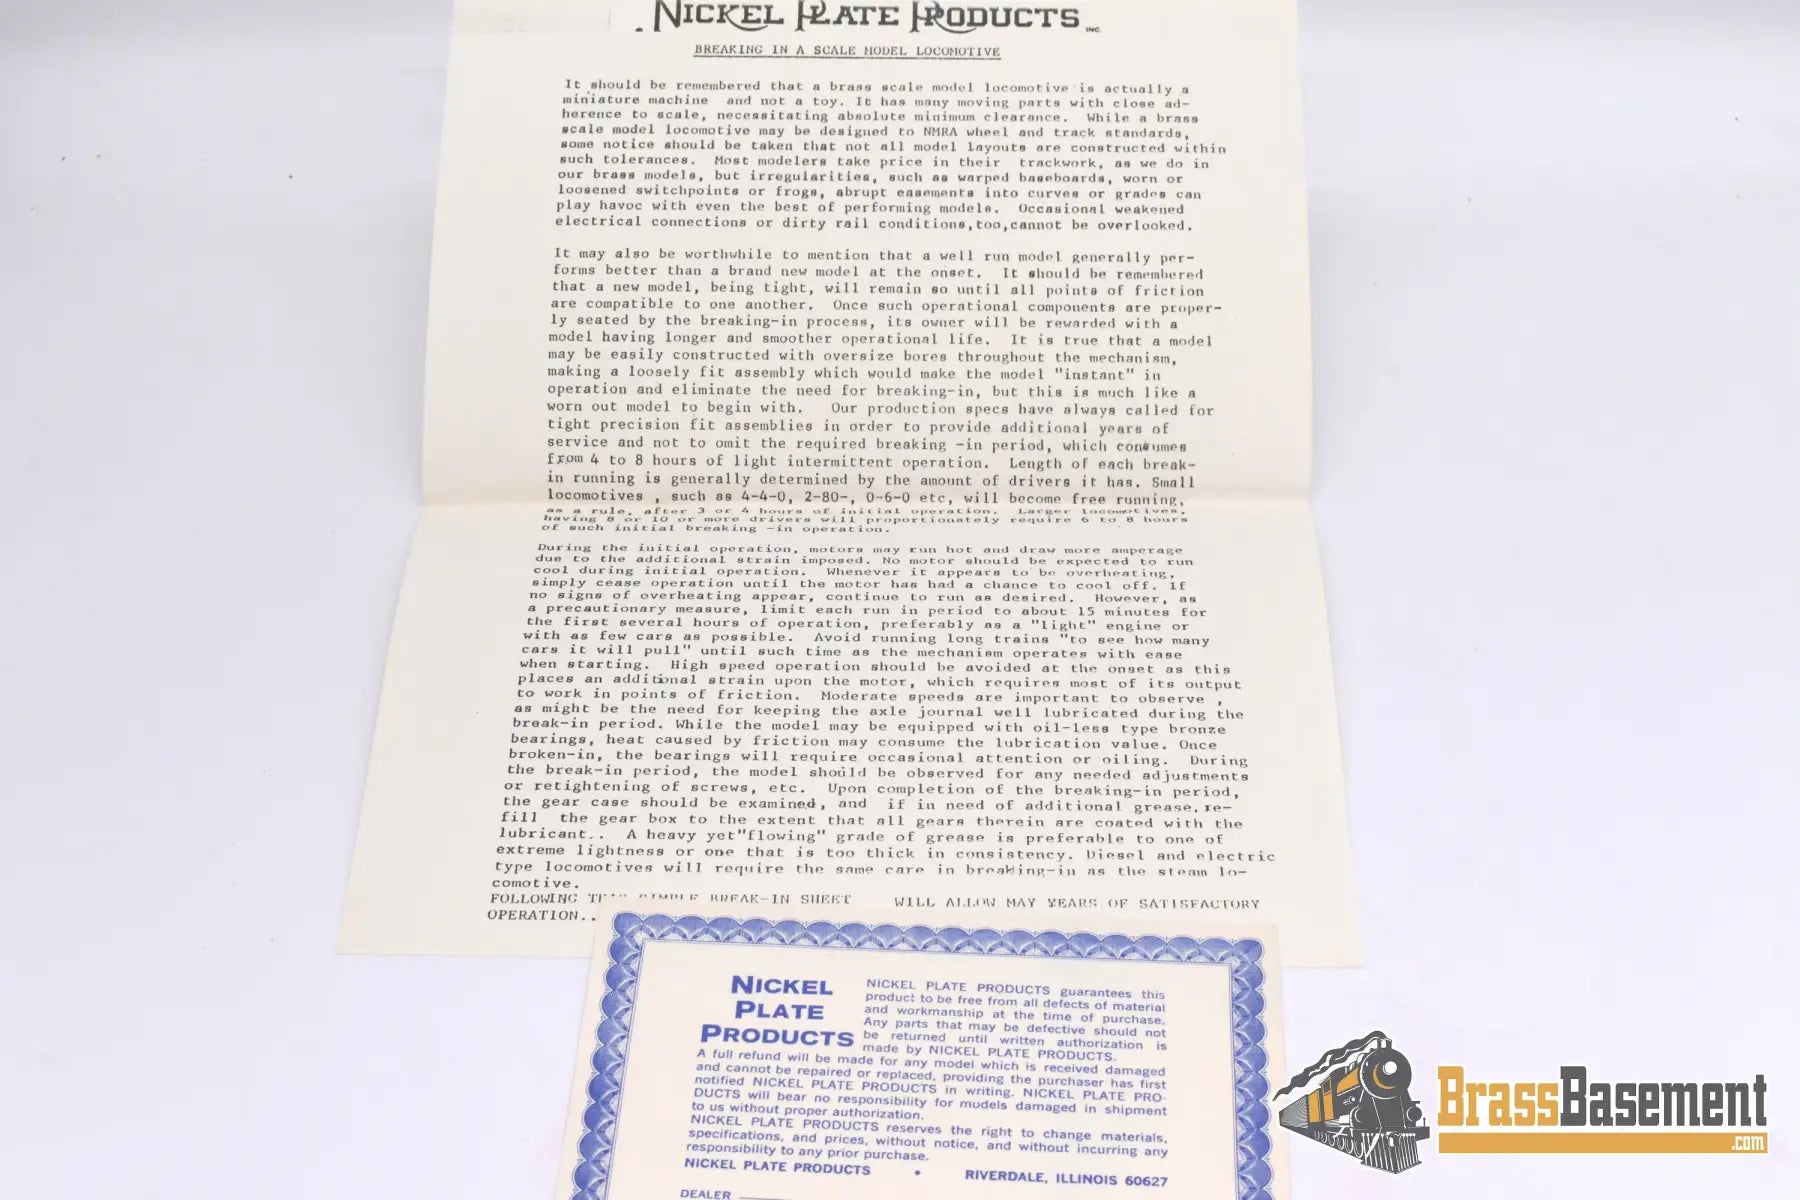 NICKEL PLATE PRODUCTS INC.
BREAKING IN A SCALE MODEL LOCOMOTIVE
It should be remembered that a brass scale model locomotive is actually a
miniature machine and not a toy. It has many moving parts with close ad-
herence to scale, necessitating absolute minimum clearance. While a brass
scale model locomotive may be designed to NMRA wheel and track standards,
some notice should be taken that not all model layouts are constructed within
such tolerances. Most modelers take price in their trackwork, as we do in
our brass models, but irregularities, such as warped baseboards, worn or
loosened switchpoints or frogs, abrupt easements into curves or grades can
play havoc with even the best of performing models. Occasional weakened
electrical connections or dirty rail conditions,too,cannot be overlooked.
It may also be worthwhile to mention that a well run model generally per-
forms better than a brand new model at the onset. It should be remembered
that a new model, being tight, will remain so until all points of friction
are compatible to one another. Once such operational components are proper-
ly seated by the breaking-in process, its owner will be rewarded with a
model having longer and smoother operational life. It is true that a model
may be easily constructed with oversize bores throughout the mechanism,
making a loosely fit assembly which would make the model "instant" in
operation and eliminate the need for breaking-in, but this is much like a
worn out model to begin with. Our production specs have always called for
tight precision fit assemblies in order to provide additional years of
service and not to omit the required breaking -in period, which consumes
from 4 to 8 hours of light intermittent operation. Length of each break-
in running is generally determined by the amount of drivers it has. Small
locomotives , such as 4-4-0, 2-80-, 0-6-0 etc, will become free running,
as a rule, after 3 or 4 hours of initial operation. Larger locomotives,
having 8 or 10 or more drivers will proportionately require 6 to 8 hours
of such initial breaking -in operation.
During the initial operation, motors may run hot and draw more amperage
due to the additional strain imposed. No motor should be expected to run
cool during initial operation. Whenever it appears to be overheating,
simply cease operation until the motor has had a chance to cool off. If
no signs of overheating appear, continue to run as desired. However, as
a precautionary measure, limit each run in period to about 15 minutes for
the first several hours of operation, preferably as a "light" engine or
with as few cars as possible. Avoid running long trains "to see how many
cars it will pull" until such time as the mechanism operates with ease
when starting. High speed operation should be avoided at the onset as this
places an additional strain upon the motor, which requires most of its output
to work in points of friction. Moderate speeds are important to observe ,
as might be the need for keeping the axle journal well lubricated during the
break-in period. While the model may be equipped with oil-less type bronze
bearings, heat caused by friction may consume the lubrication value. Once
broken-in, the bearings will require occasional attention or oiling. During
the break-in period, the model should be observed for any needed adjustments
or retightening of screws, etc. Upon completion of the breaking-in period,
the gear case should be examined, and if in need of additional grease,re-
fill the gear box to the extent that all gears therein are coated with the
lubricant.. A heavy yet"flowing" grade of grease is preferable to one of
extreme lightness or one that is too thick in consistency. Diesel and electric
type locomotives will require the same care in breaking-in as the steam lo-
comotive.
FOLLOWING THIS SIMPLE BREAK-IN SHEET WILL ALLOW MAY YEARS OF SATISFACTORY
OPERATION..
NICKEL
PLATE
PRODUCTS
NICKEL PLATE PRODUCTS guarantees this
product to be free from all defects of material
and workmanship at the time of purchase.
Any parts that may be defective should not
be returned until written authorization is
made by NICKEL PLATE PRODUCTS.
A full refund will be made for any model which is received damaged
and cannot be repaired or replaced, providing the purchaser has first
notified NICKEL PLATE PRODUCTS in writing. NICKEL PLATE PRO-
DUCTS will bear no responsibility for models damaged in shipment
to us without proper authorization.
NICKEL PLATE PRODUCTS reserves the right to change materials,
specifications, and prices, without notice, and without incurring any
responsibility to any prior purchase.
NICKEL PLATE PRODUCTS • RIVERDALE, ILLINOIS 60627
DEALER
BrassBasement
.com